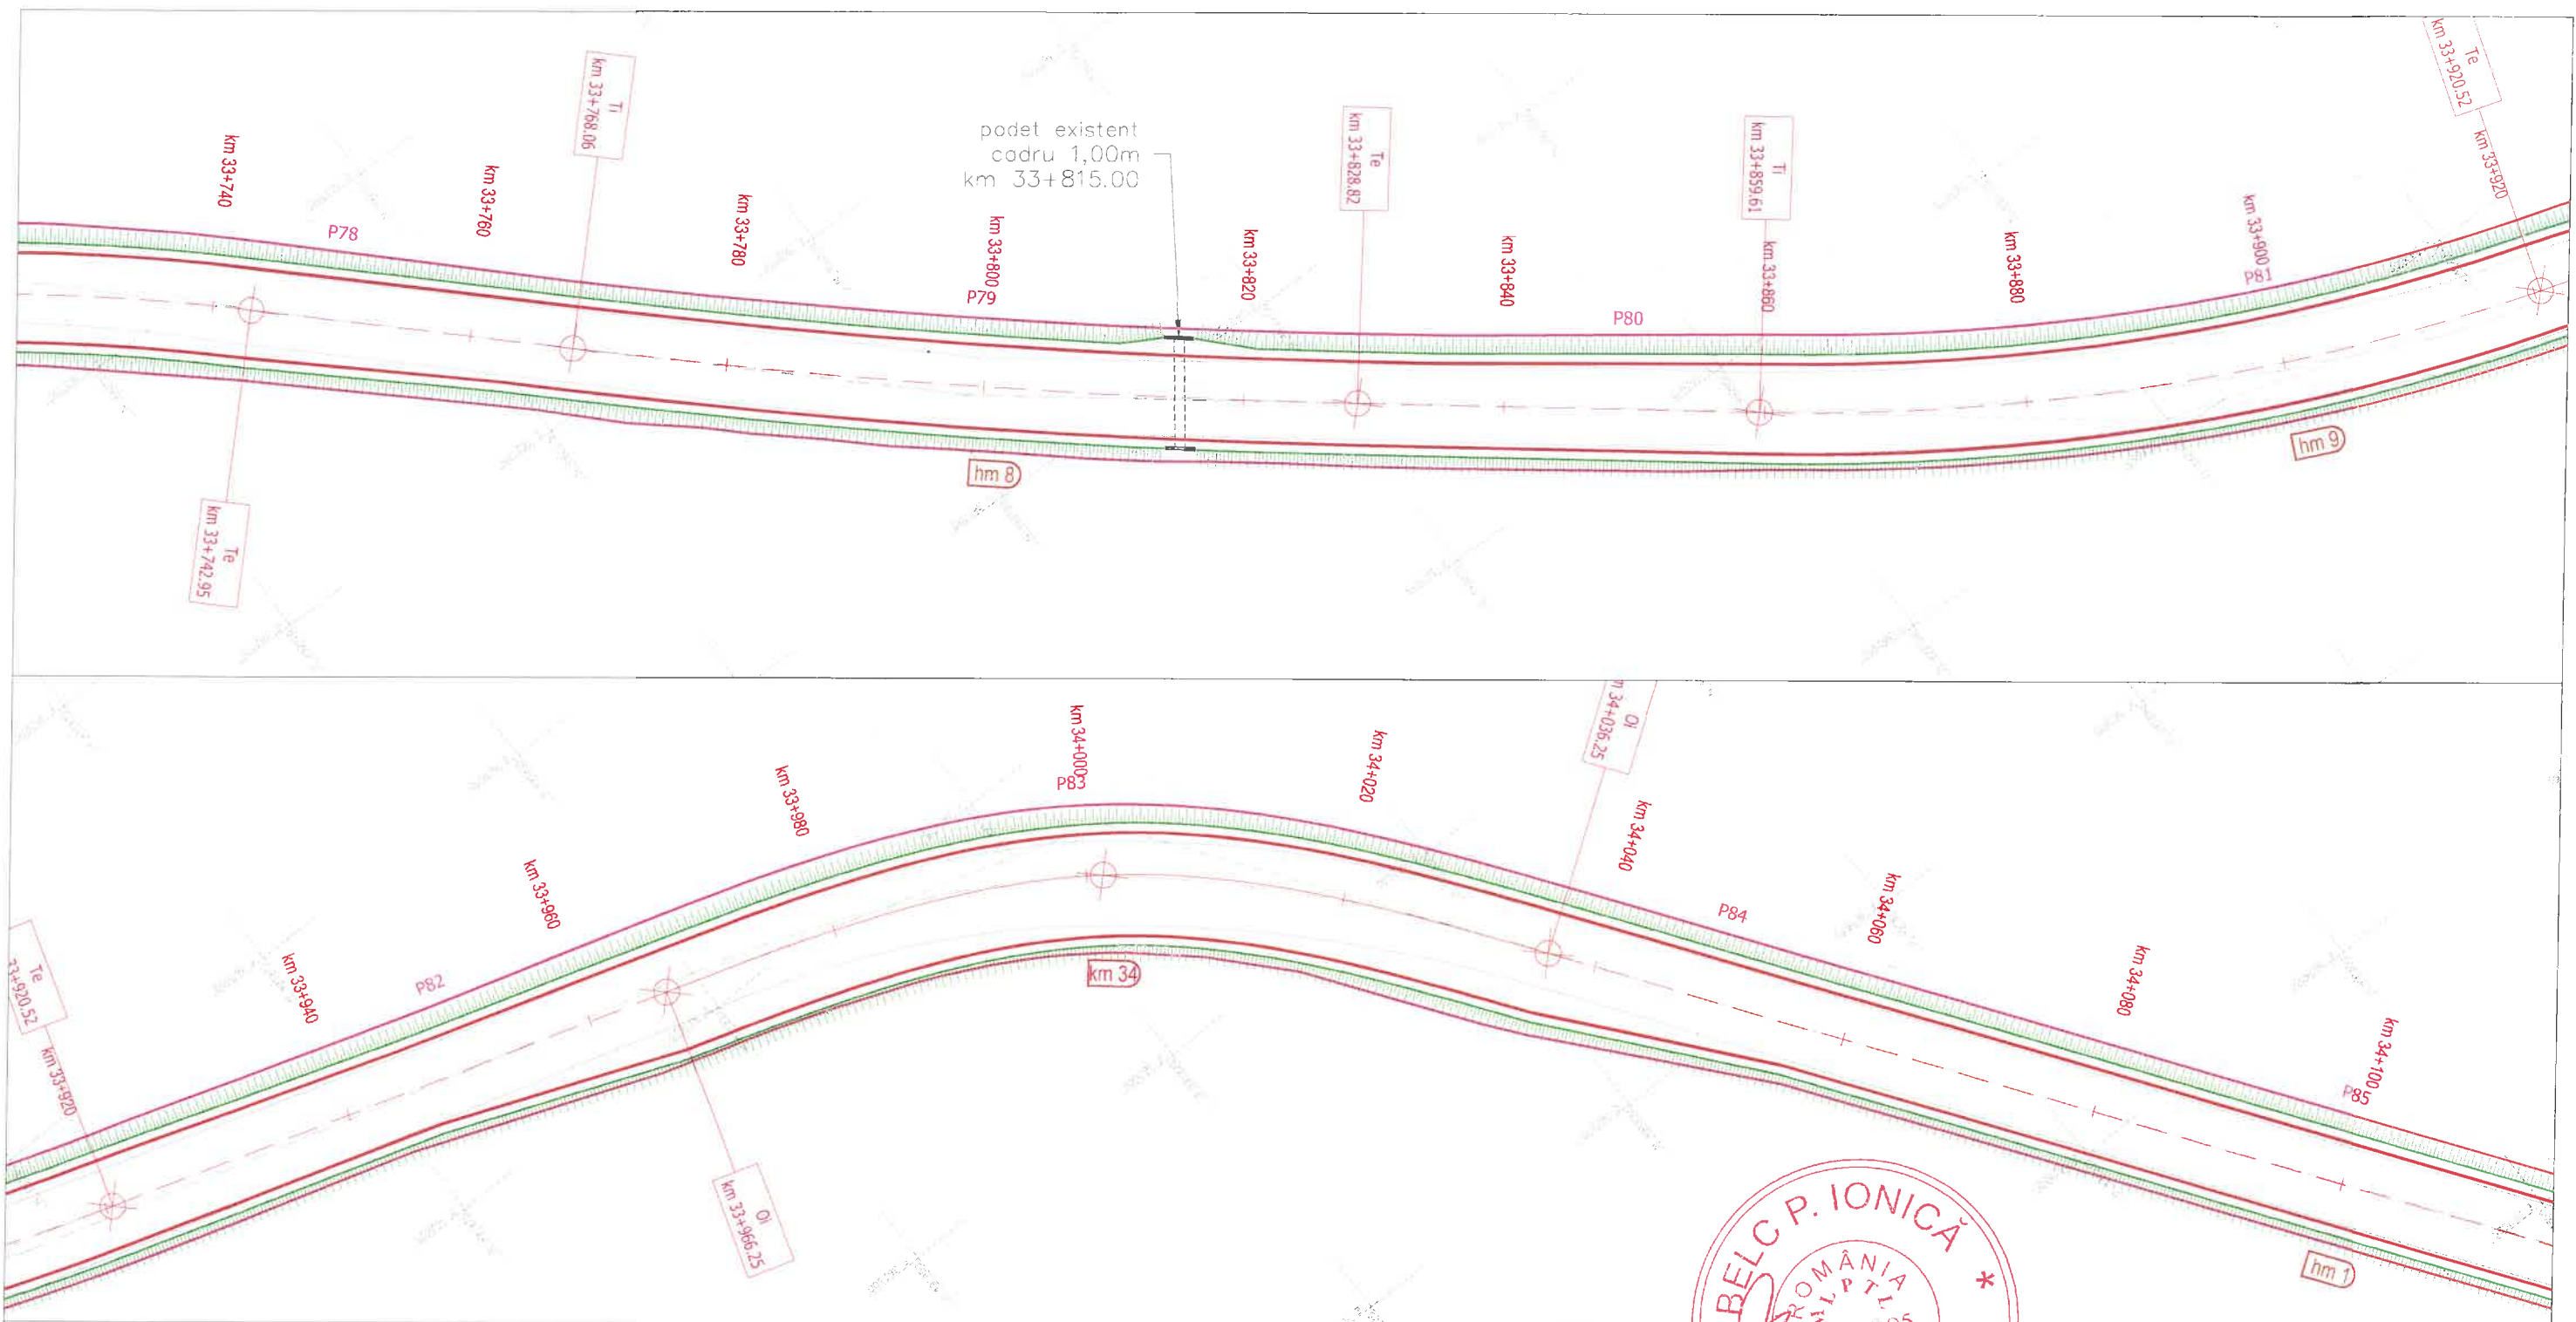 Te
km 33+920.52
km 33+920
Ti
km 33+768.06
podet existent
cadru 1,00m
km 33+815.00
Te
km 33+828.82
Ti
km 33+859.61
km 33+740
P78
km 33+760
km 33+780
km 33+800
P79
km 33+820
km 33+840
P80
km 33+860
km 33+880
km 33+900
P81
hm 8
hm 9
Te
km 33+742.95
Oi
34+036.25
km 34+000
P83
km 34+020
km 33+980
km 34+040
km 33+960
P84
km 34+060
km 33+940
P82
km 34+080
Te
33+920.52
km 33+920
km 34
km 34+100
P85
Oi
km 33+966.25
hm 1
BELC P. IONICĂ *
ROMÂNIA